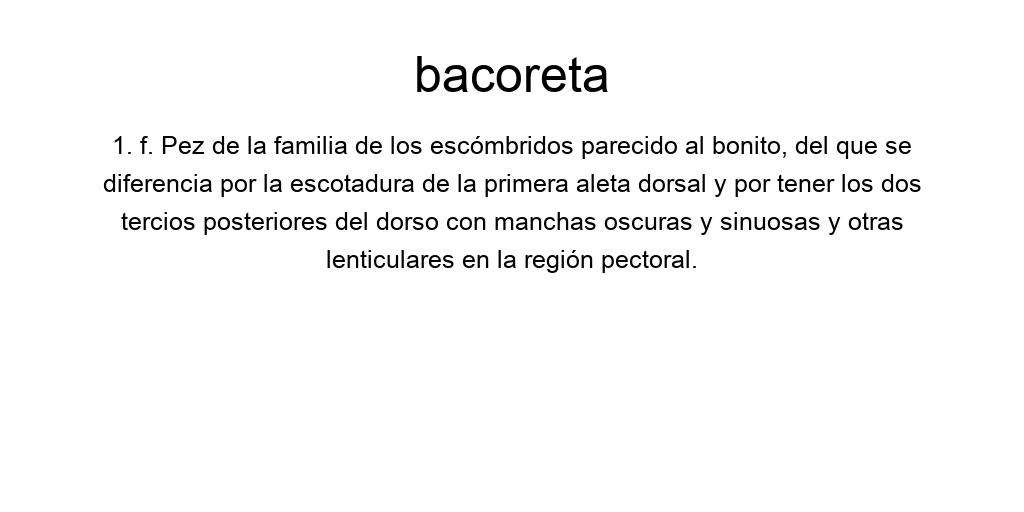 bacoreta
1. f. Pez de la familia de los escómbridos parecido al bonito, del que se
diferencia por la escotadura de la primera aleta dorsal y por tener los dos
tercios posteriores del dorso con manchas oscuras y sinuosas y otras
lenticulares en la región pectoral.